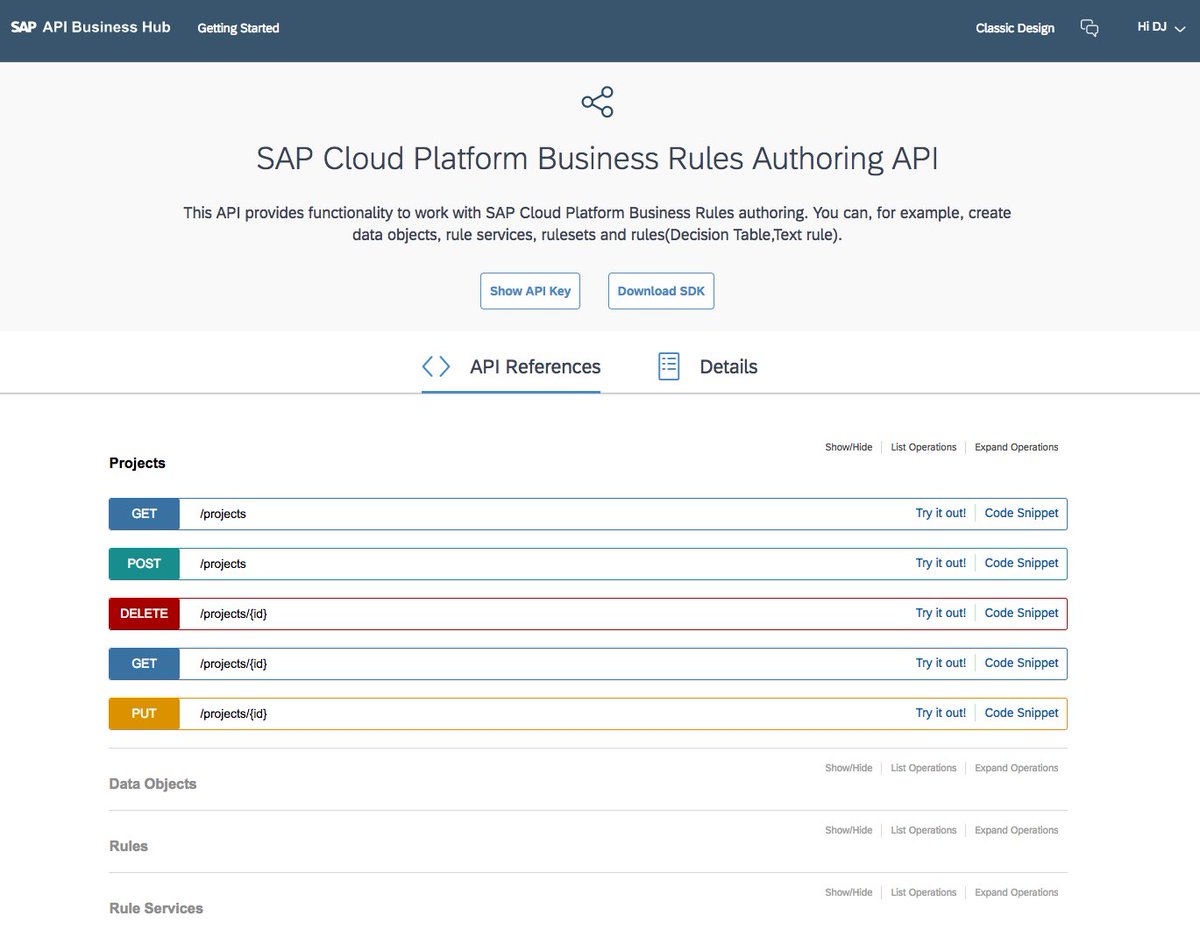 SAP API Business Hub Getting Started Classic Design Hi DJ
SAP Cloud Platform Business Rules Authoring API
This API provides functionality to work with SAP Cloud Platform Business Rules authoring. You can, for example, create
data objects, rule services, rulesets and rules(Decision Table,Text rule).
Show API Key Download SDK
API References Details
Show/Hide List Operations Expand Operations
Projects
GET /projects Try it out! Code Snippet
POST /projects Try it out! Code Snippet
DELETE /projects/{id} Try it out! Code Snippet
GET /projects/{id} Try it out! Code Snippet
PUT /projects/{id} Try it out! Code Snippet
Show/Hide List Operations Expand Operations
Data Objects
Show/Hide List Operations Expand Operations
Rules
Show/Hide List Operations Expand Operations
Rule Services